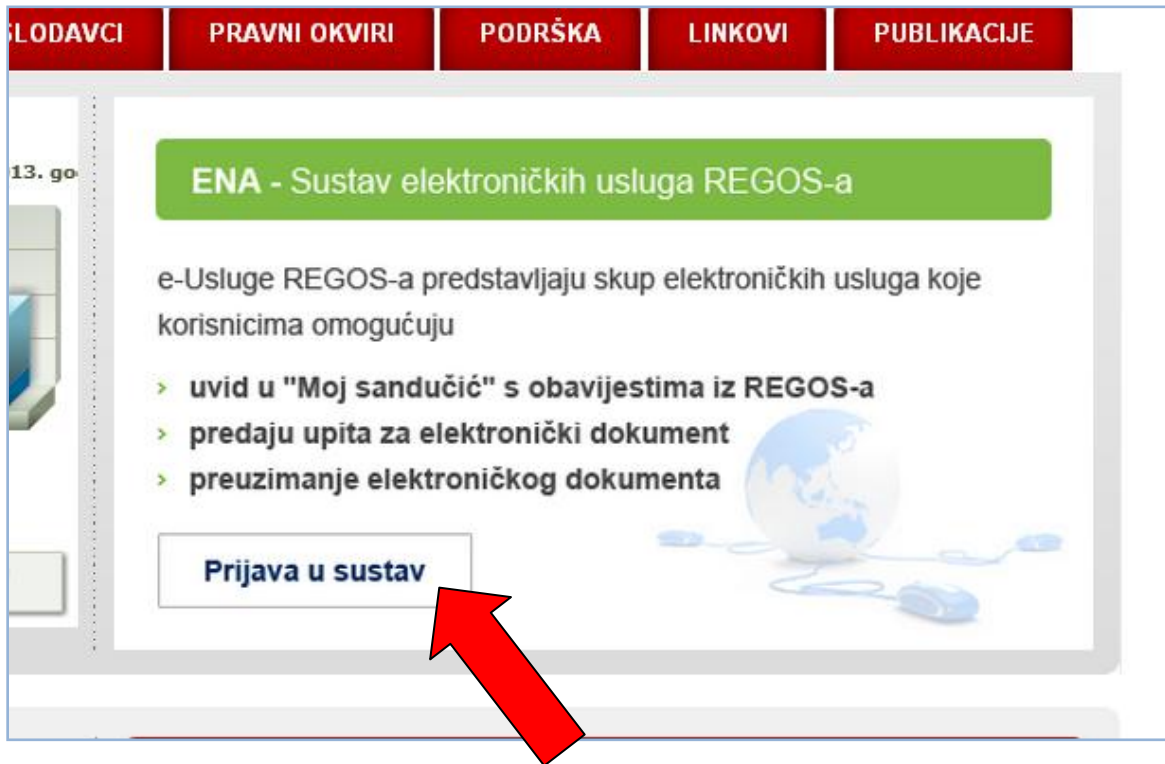 SLODAVCI PRAVNI OKVIRI PODRŠKA LINKOVI PUBLIKACIJE
13. go
ENA - Sustav elektroničkih usluga REGOS-a
e-Usluge REGOS-a predstavljaju skup elektroničkih usluga koje
korisnicima omogućuju
uvid u "Moj sandučić" s obavijestima iz REGOS-a
predaju upita za elektronički dokument
preuzimanje elektroničkog dokumenta
Prijava u sustav